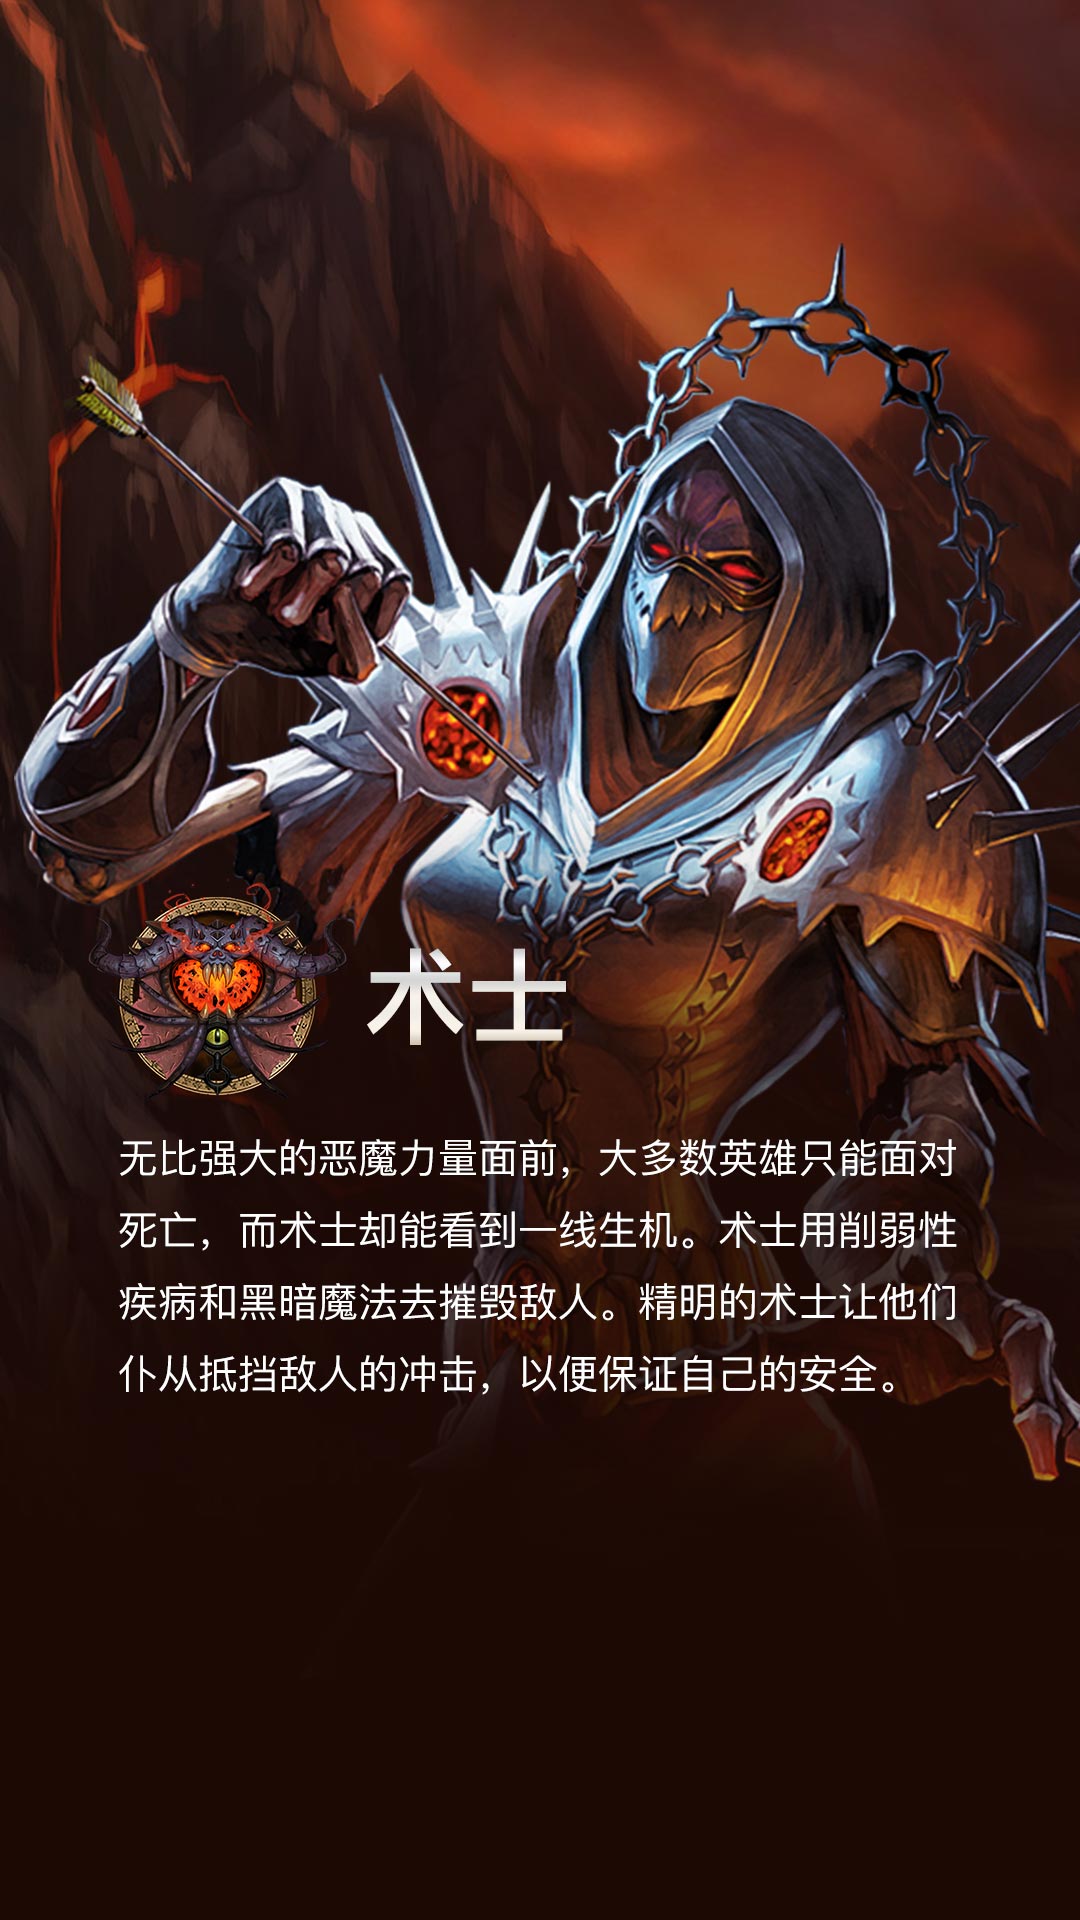 术士
无比强大的恶魔力量面前，大多数英雄只能面对
死亡，而术士却能看到一线生机。术士用削弱性
疾病和黑暗魔法去摧毁敌人。精明的术士让他们
仆从抵挡敌人的冲击，以便保证自己的安全。